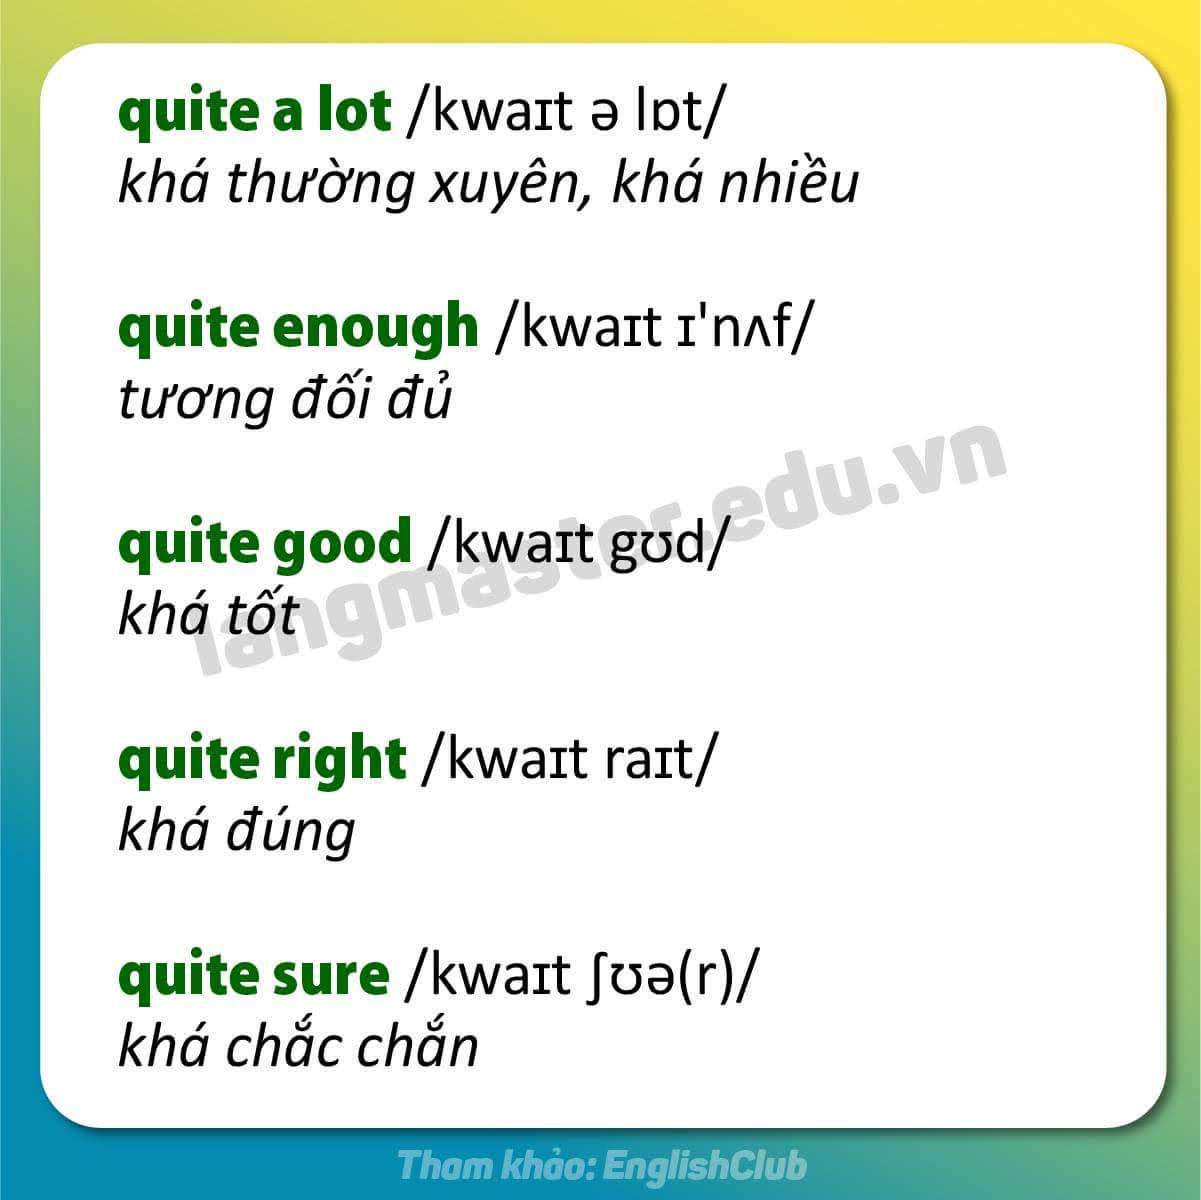 quite a lot /kwaɪt ə lɒt/
khá thường xuyên, khá nhiều
quite enough /kwaɪt ɪ'nʌf/
tương đối đủ
quite good /kwaɪt gʊd/
khá tốt
langmaster.edu.vn
quite right /kwaɪt raɪt/
khá đúng
quite sure /kwaɪt ʃʊə(r)/
khá chắc chắn
Tham khảo: EnglishClub